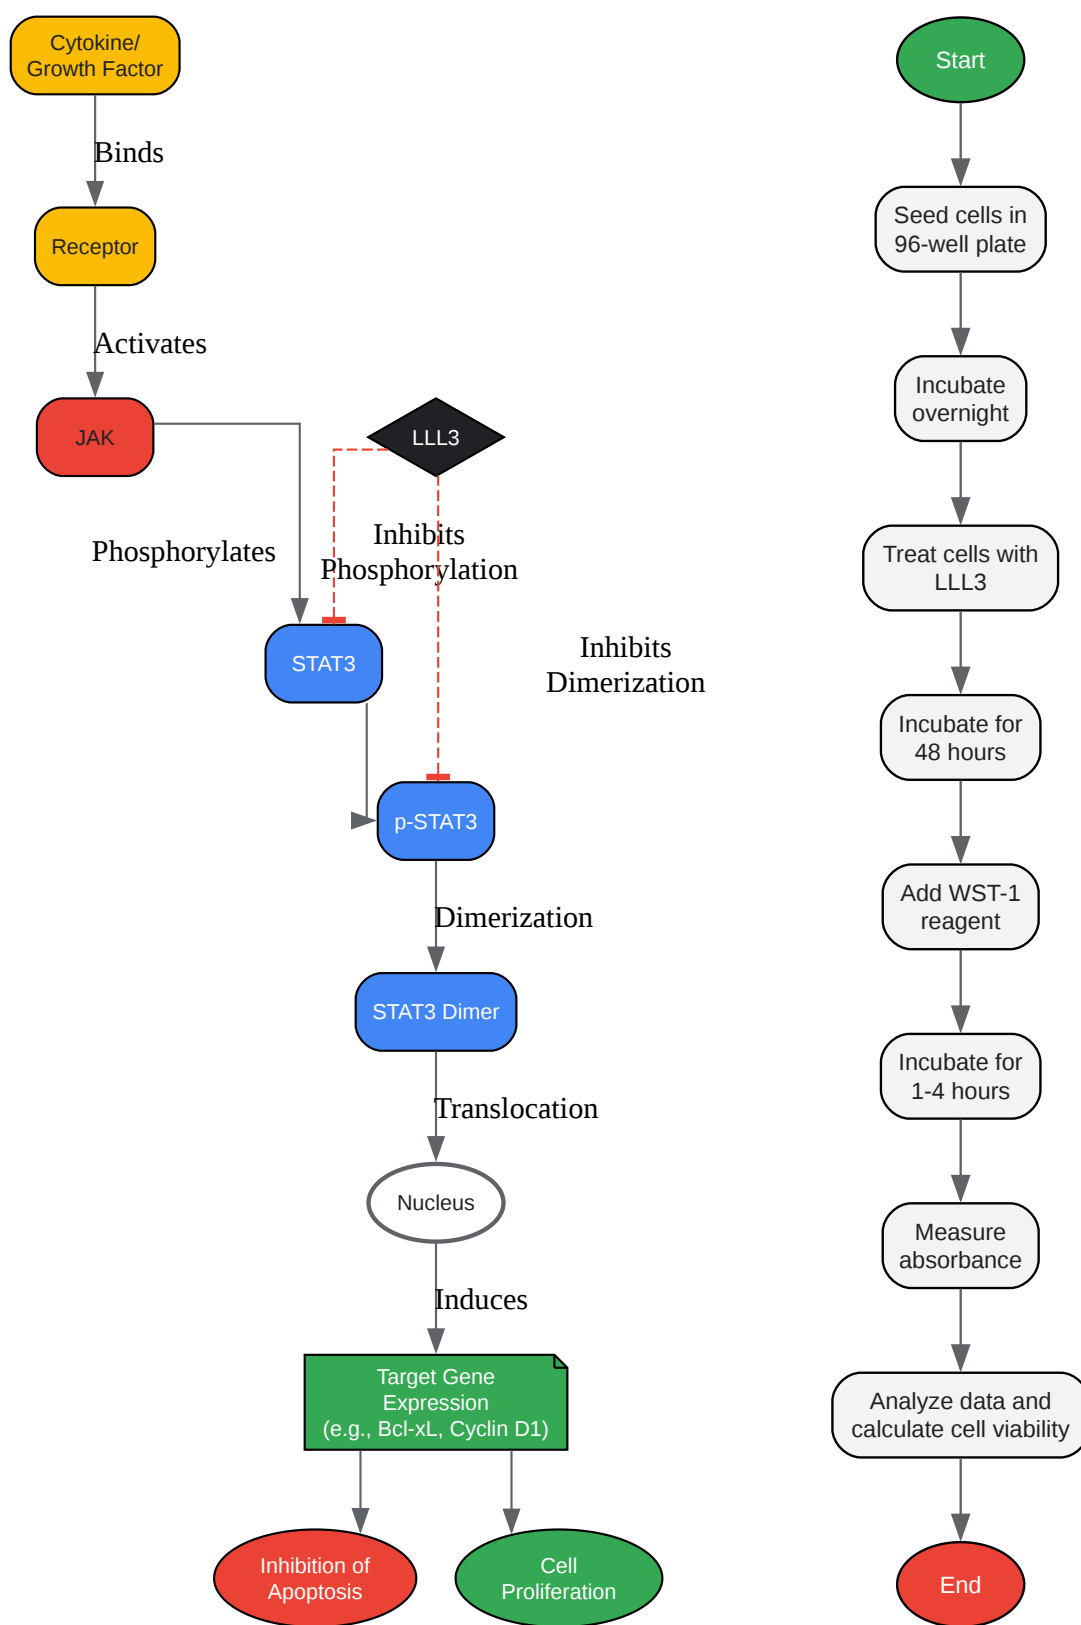 Cytokine/
Growth Factor
Binds
Receptor
Activates
JAK
LLL3
Phosphorylates
Inhibits
Phosphorylation
STAT3
Inhibits
Dimerization
p-STAT3
Dimerization
STAT3 Dimer
Translocation
Nucleus
Induces
Target Gene
Expression
(e.g., Bcl-xL, Cyclin D1)
Inhibition of
Apoptosis
Cell
Proliferation
Start
Seed cells in
96-well plate
Incubate
overnight
Treat cells with
LLL3
Incubate for
48 hours
Add WST-1
reagent
Incubate for
1-4 hours
Measure
absorbance
Analyze data and
calculate cell viability
End